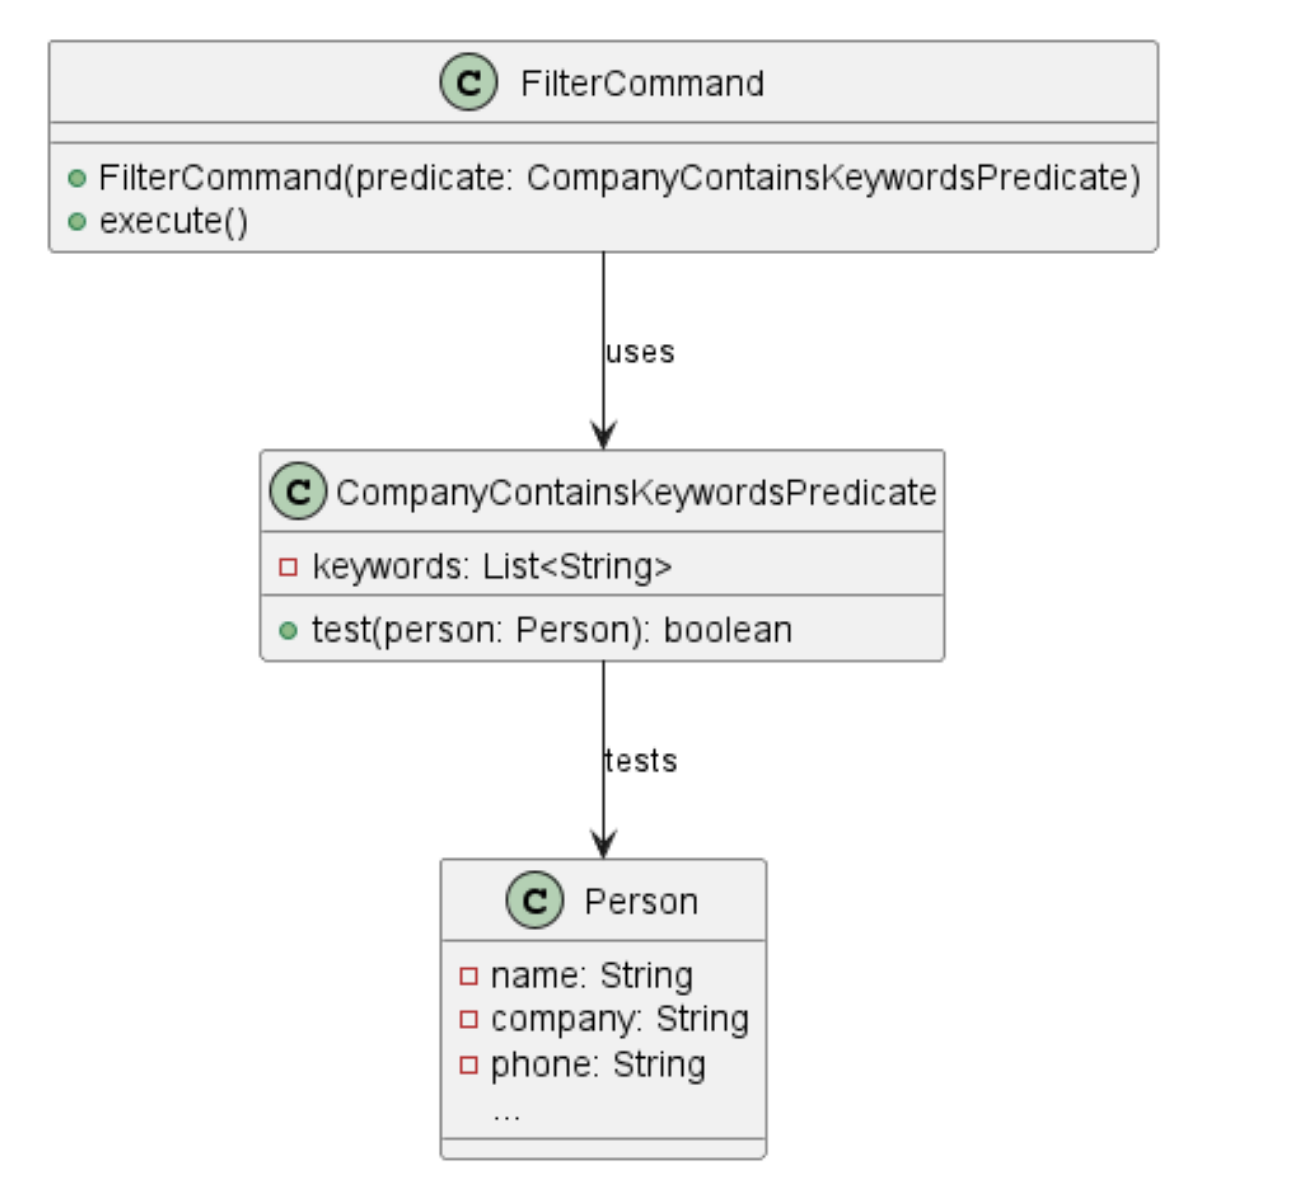 C FilterCommand
FilterCommand(predicate: CompanyContainsKeywordsPredicate)
execute()
uses
C CompanyContainsKeywordsPredicate
keywords: List<String>
test(person: Person): boolean
tests
C Person
name: String
company: String
phone: String
...